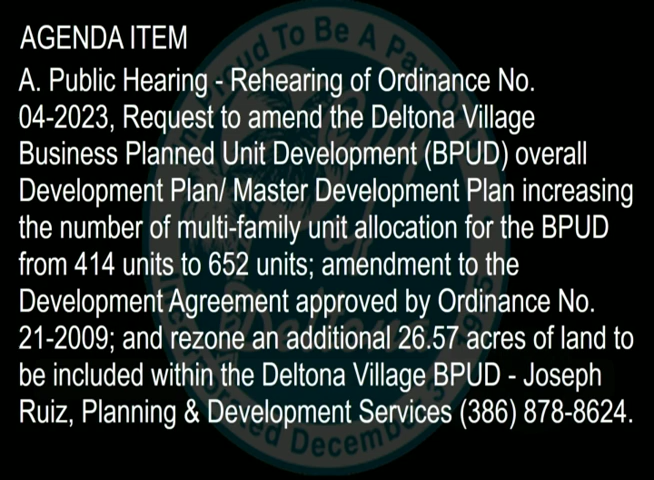 AGENDA ITEM
A. Public Hearing - Rehearing of Ordinance No.
04-2023, Request to amend the Deltona Village
Business Planned Unit Development (BPUD) overall
Development Plan/ Master Development Plan increasing
the number of multi-family unit allocation for the BPUD
from 414 units to 652 units; amendment to the
Development Agreement approved by Ordinance No.
21-2009; and rezone an additional 26.57 acres of land to
be included within the Deltona Village BPUD - Joseph
Ruiz, Planning & Development Services (386) 878-8624.